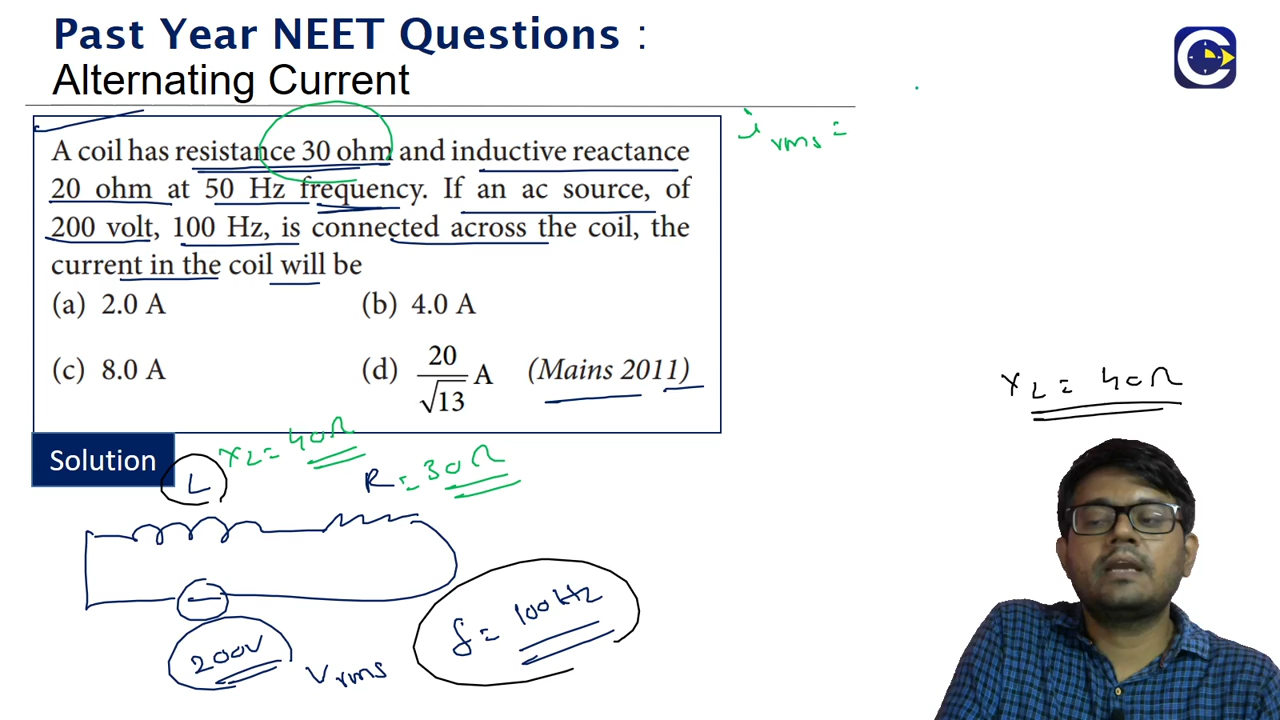 Past Year NEET Questions :
Alternating Current
i rms =
A coil has resistance 30 ohm and inductive reactance
20 ohm at 50 Hz frequency. If an ac source, of
200 volt, 100 Hz, is connected across the coil, the
current in the coil will be
(a) 2.0 A (b) 4.0 A
(c) 8.0 A (d) 20/√13 A (Mains 2011)
XL = 40Ω
Solution
L XL = 40Ω R = 30Ω
f = 100Hz
200V Vrms